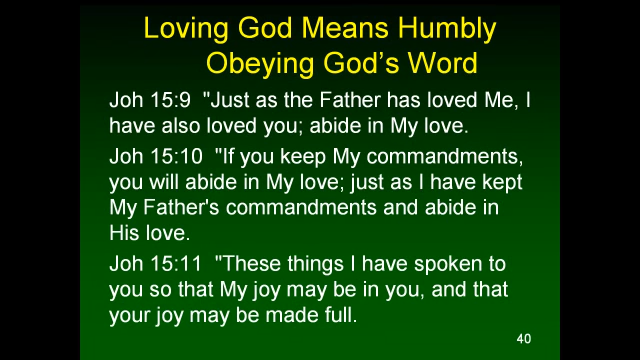 Loving God Means Humbly
Obeying God's Word
Joh 15:9  "Just as the Father has loved Me, I
have also loved you; abide in My love.
Joh 15:10  "If you keep My commandments,
you will abide in My love; just as I have kept
My Father's commandments and abide in
His love.
Joh 15:11  "These things I have spoken to
you so that My joy may be in you, and that
your joy may be made full.
40